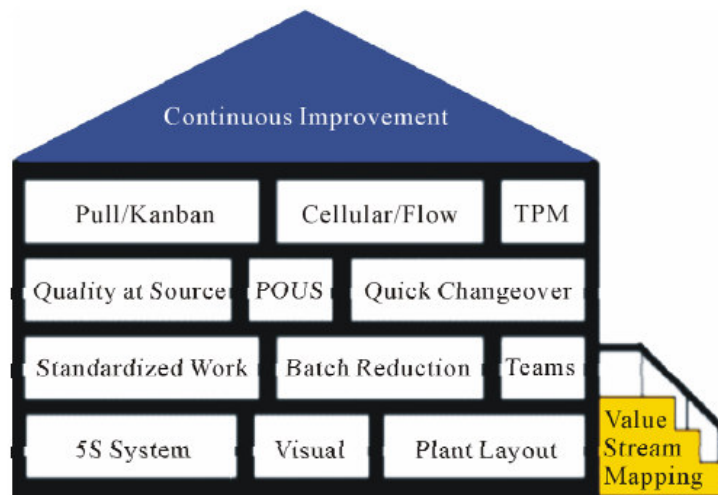 Continuous Improvement
Pull/Kanban Cellular/Flow TPM
Quality at Source POUS Quick Changeover
Standardized Work Batch Reduction Teams
5S System Visual Plant Layout
Value
Stream
Mapping